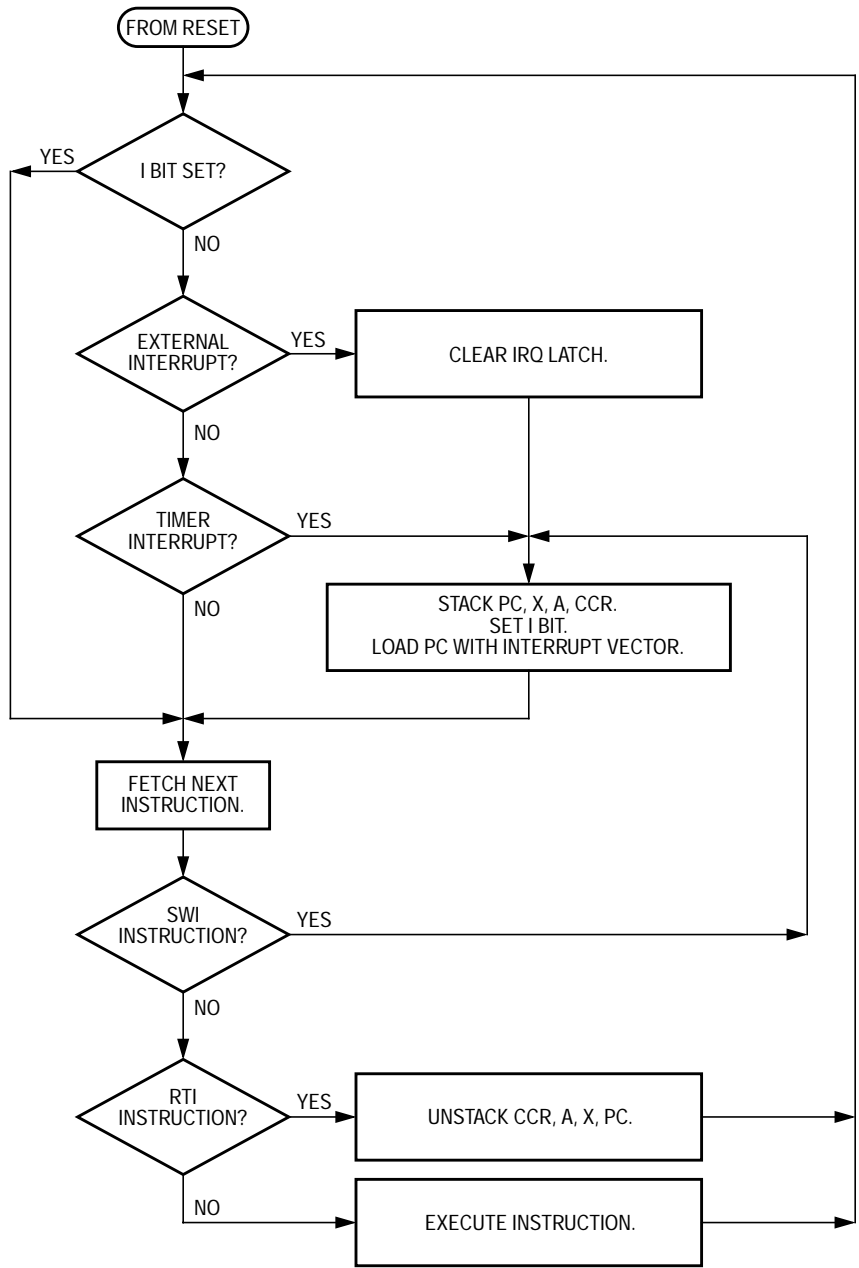 FROM RESET
YES
I BIT SET?
NO
EXTERNAL
INTERRUPT?
YES
CLEAR IRQ LATCH.
NO
TIMER
INTERRUPT?
YES
NO
STACK PC, X, A, CCR.
SET I BIT.
LOAD PC WITH INTERRUPT VECTOR.
FETCH NEXT
INSTRUCTION.
SWI
INSTRUCTION?
YES
NO
RTI
INSTRUCTION?
YES
UNSTACK CCR, A, X, PC.
NO
EXECUTE INSTRUCTION.